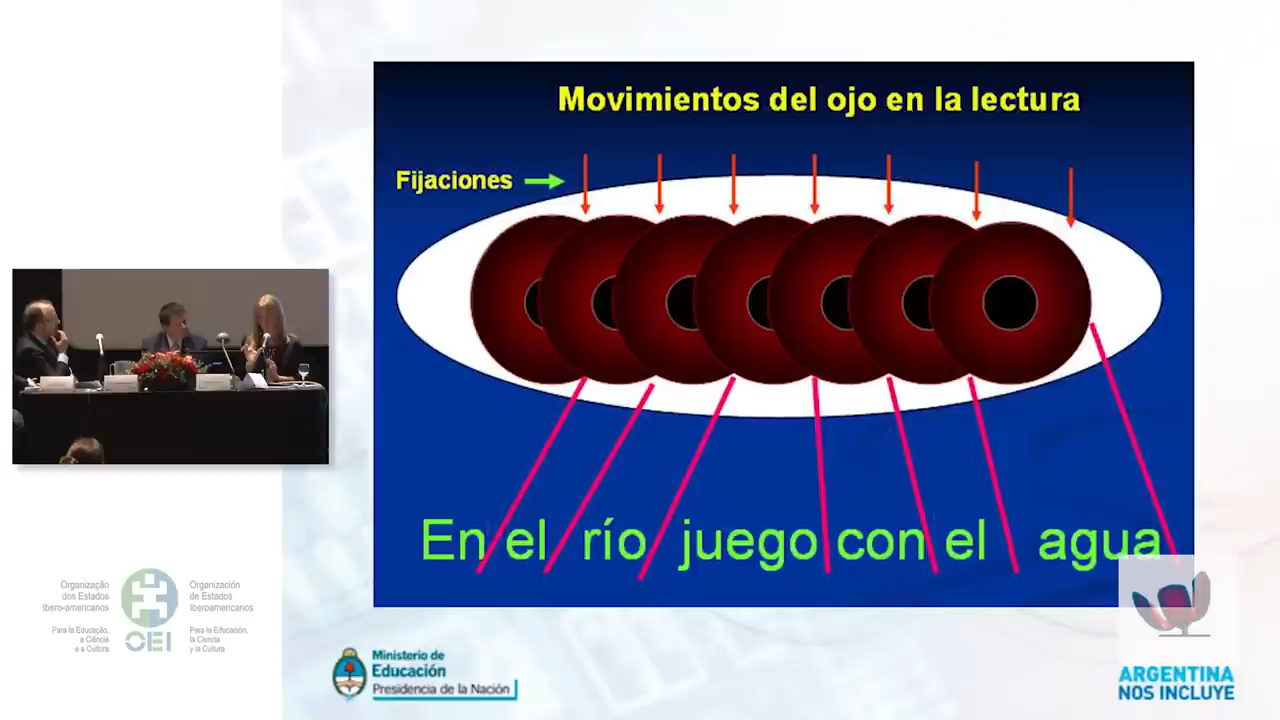 Movimientos del ojo en la lectura
Fijaciones
En el río juego con el agua
Organização
dos Estados
Ibero-americanos
Para la Educação,
a Ciência
e a Cultura
OEI
Organización
de Estados
Iberoamericanos
Para la Educación,
la Ciencia
y la Cultura
Ministerio de
Educación
Presidencia de la Nación
ARGENTINA
NOS INCLUYE